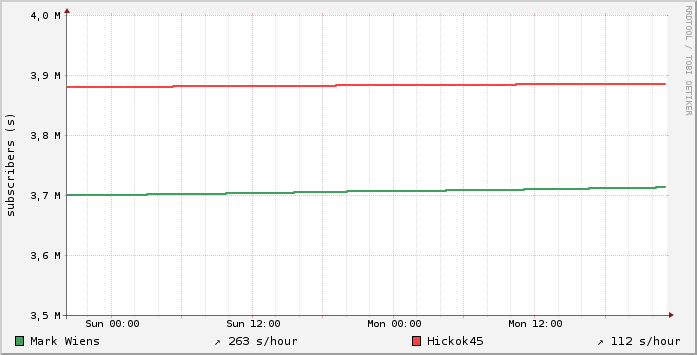 RRDTOOL / TOBI OETIKER
subscribers (s)
4,0 M
3,9 M
3,8 M
3,7 M
3,6 M
3,5 M
Sun 00:00 Sun 12:00 Mon 00:00 Mon 12:00
Mark Wiens ↗ 263 s/hour Hickok45 ↗ 112 s/hour